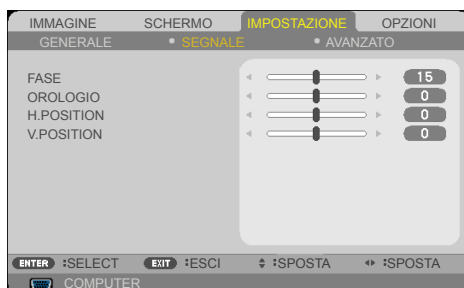 IMMAGINE SCHERMO IMPOSTAZIONE OPZIONI
GENERALE • SEGNALE • AVANZATO
FASE 15
OROLOGIO 0
H.POSITION 0
V.POSITION 0
ENTER :SELECT EXIT :ESCI :SPOSTA :SPOSTA
COMPUTER